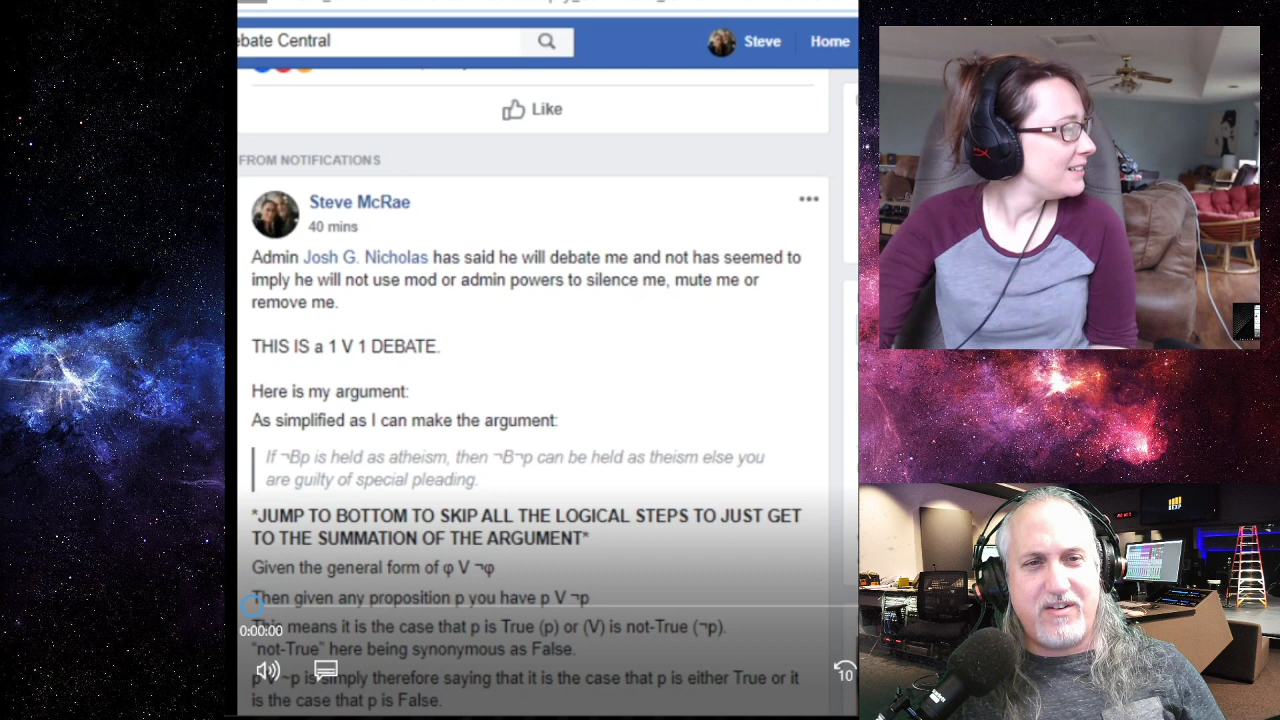 ebate Central
Steve
Home
Like
FROM NOTIFICATIONS
Steve McRae
40 mins
Admin Josh G. Nicholas has said he will debate me and not has seemed to
imply he will not use mod or admin powers to silence me, mute me or
remove me.
THIS IS a 1 V 1 DEBATE.
Here is my argument:
As simplified as I can make the argument:
If ¬Bp is held as atheism, then ¬B¬p can be held as theism else you
are guilty of special pleading.
*JUMP TO BOTTOM TO SKIP ALL THE LOGICAL STEPS TO JUST GET
TO THE SUMMATION OF THE ARGUMENT*
Given the general form of φ V ¬φ
Then given any proposition p you have p V ¬p
This means it is the case that p is True (p) or (V) is not-True (¬p).
0:00:00
"not-True" here being synonymous as False.
p ~p is simply therefore saying that it is the case that p is either True or it
is the case that p is False.
10